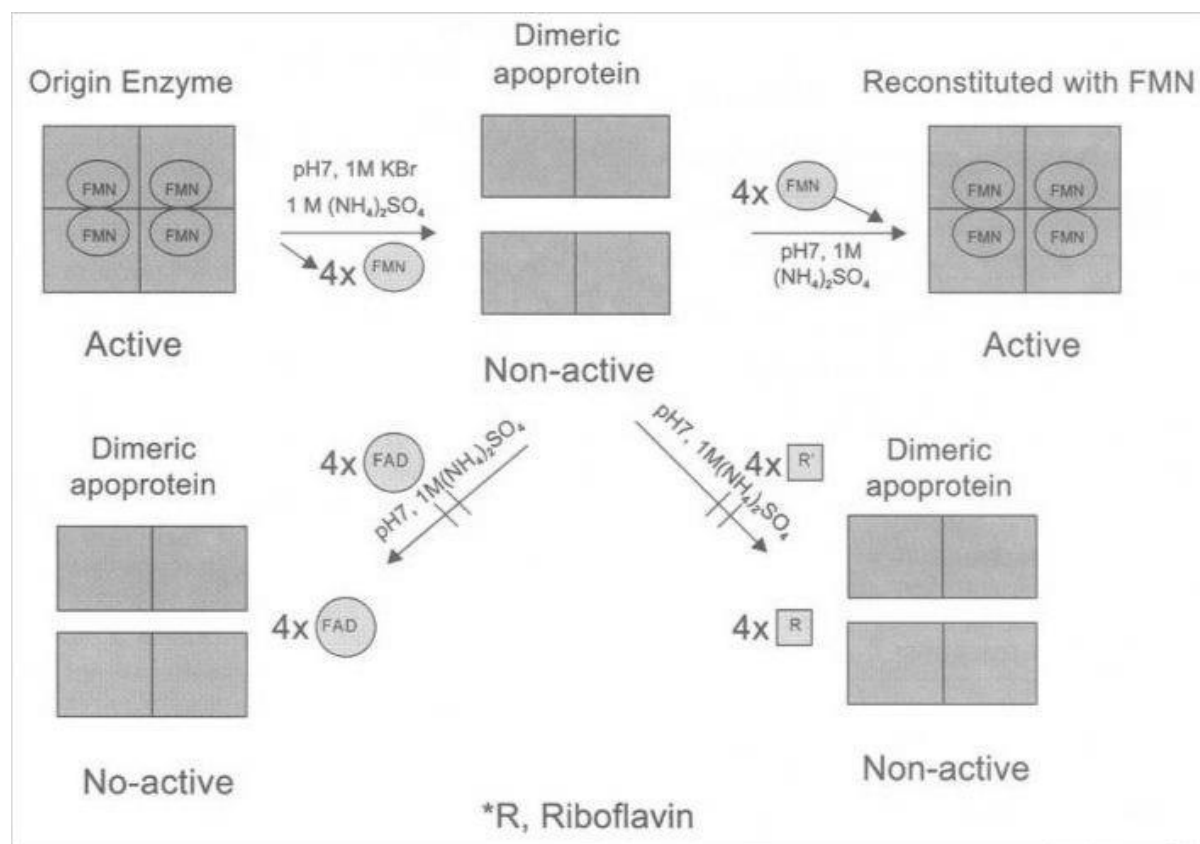 Origin Enzyme
FMN
FMN
FMN
FMN
Active
pH7, 1M KBr
1 M (NH₄)₂SO₄
4x FMN
Dimeric
apoprotein
Non-active
4x FMN
pH7, 1M
(NH₄)₂SO₄
Reconstituted with FMN
FMN
FMN
FMN
FMN
Active
4x FAD
pH7, 1M(NH₄)₂SO₄
Dimeric
apoprotein
4x FAD
No-active
pH7, 1M(NH₄)₂SO₄
4x R'
4x R
Dimeric
apoprotein
Non-active
*R, Riboflavin